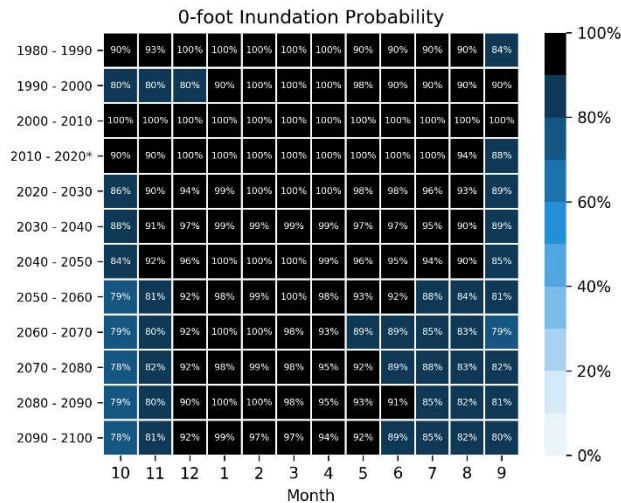 0-foot Inundation Probability
1980 - 1990 90% 93% 100% 100% 100% 100% 100% 90% 90% 90% 90% 84%
1990 - 2000 80% 80% 80% 90% 100% 100% 100% 98% 90% 90% 90% 90%
2000 - 2010 100% 100% 100% 100% 100% 100% 100% 100% 100% 100% 100% 100%
2010 - 2020* 90% 90% 100% 100% 100% 100% 100% 100% 100% 100% 94% 88%
2020 - 2030 86% 90% 94% 99% 100% 100% 100% 98% 98% 96% 93% 89%
2030 - 2040 88% 91% 97% 99% 99% 99% 99% 97% 97% 95% 90% 89%
2040 - 2050 84% 92% 96% 100% 100% 100% 99% 96% 95% 94% 90% 85%
2050 - 2060 79% 81% 92% 98% 99% 100% 98% 93% 92% 88% 84% 81%
2060 - 2070 79% 80% 92% 100% 100% 98% 93% 89% 89% 85% 83% 79%
2070 - 2080 78% 82% 92% 98% 99% 98% 95% 92% 89% 88% 83% 82%
2080 - 2090 79% 80% 90% 100% 100% 98% 95% 93% 91% 85% 82% 81%
2090 - 2100 78% 81% 92% 99% 97% 97% 94% 92% 89% 85% 82% 80%
10 11 12 1 2 3 4 5 6 7 8 9
Month
100%
80%
60%
40%
20%
0%